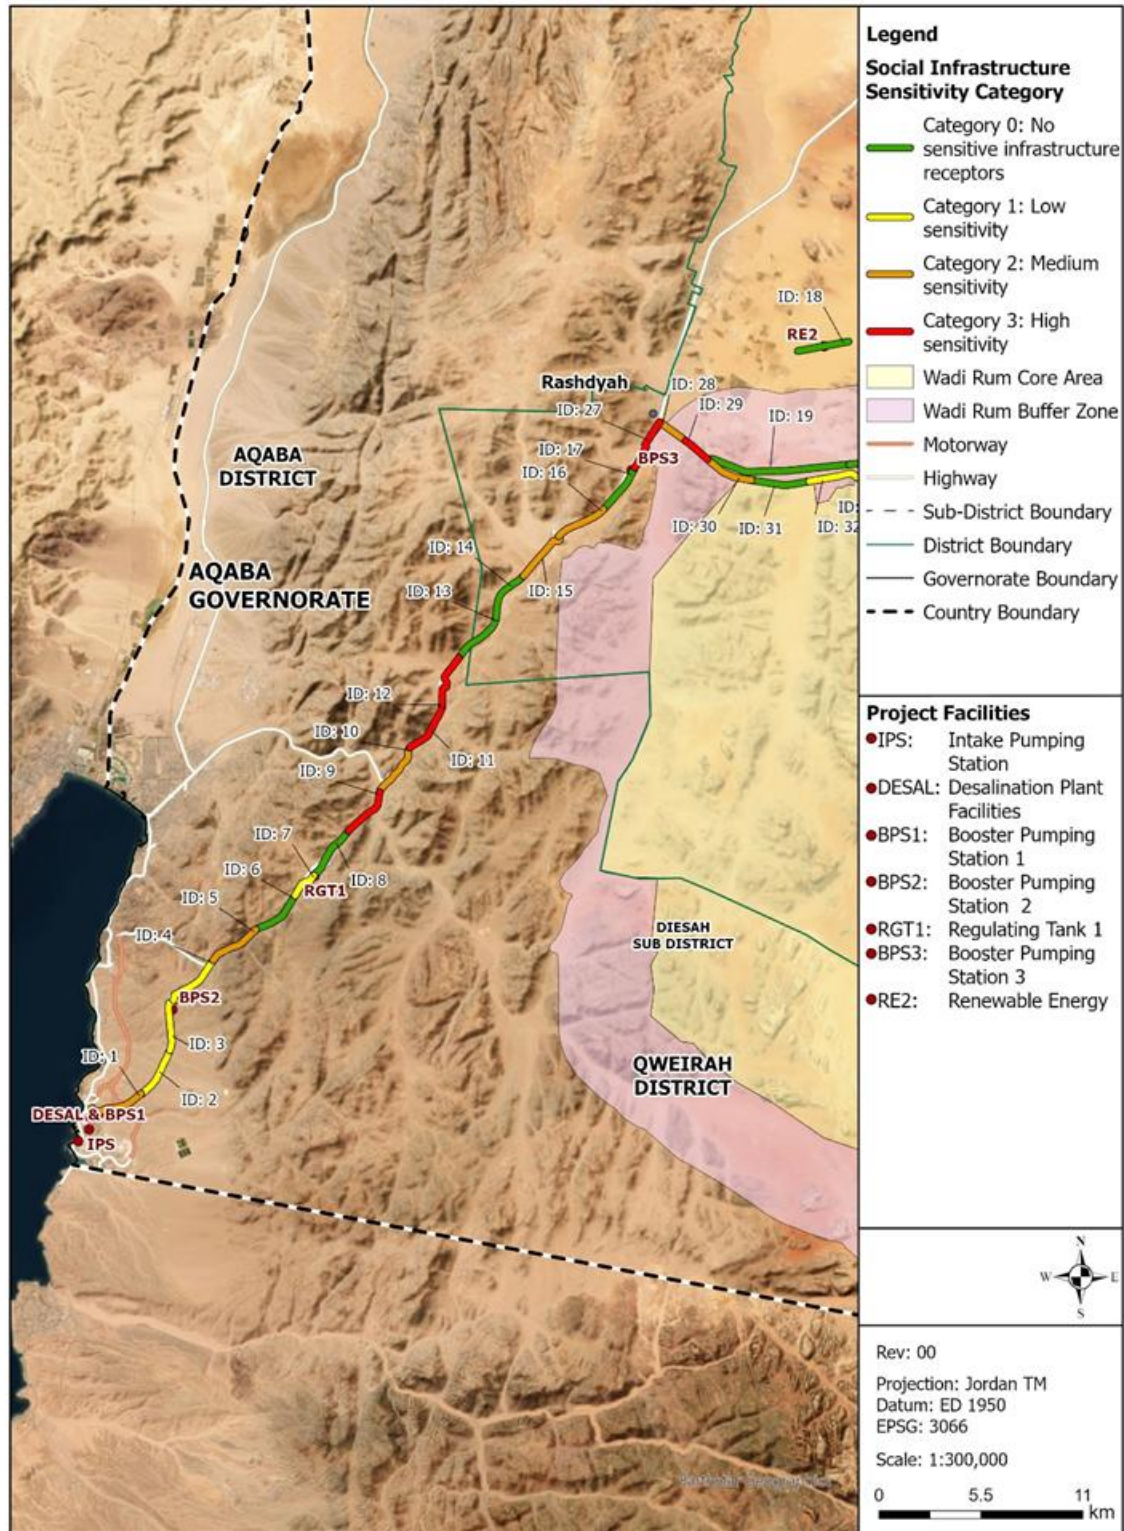 Legend
Social Infrastructure
Sensitivity Category
Category 0: No
sensitive infrastructure
receptors
Category 1: Low
sensitivity
Category 2: Medium
sensitivity
Category 3: High
sensitivity
Wadi Rum Core Area
Wadi Rum Buffer Zone
Motorway
Highway
Sub-District Boundary
District Boundary
Governorate Boundary
Country Boundary
Project Facilities
IPS: Intake Pumping
Station
DESAL: Desalination Plant
Facilities
BPS1: Booster Pumping
Station 1
BPS2: Booster Pumping
Station 2
RGT1: Regulating Tank 1
BPS3: Booster Pumping
Station 3
RE2: Renewable Energy
N
W E
S
Rev: 00
Projection: Jordan TM
Datum: ED 1950
EPSG: 3066
Scale: 1:300,000
0 5.5 11
km
ID: 18
RE2
Rashdyah
ID: 28
ID: 27
ID: 29
ID: 19
ID: 17
BPS3
ID: 16
ID:
ID: 30
ID: 31
ID: 32
AQABA
DISTRICT
ID: 14
AQABA
GOVERNORATE
ID: 13
ID: 15
ID: 12
ID: 10
ID: 11
ID: 9
ID: 7
ID: 6
RGT1
ID: 8
ID: 5
ID: 4
DIESAH
SUB DISTRICT
BPS2
ID: 3
ID: 1
ID: 2
QWEIRAH
DISTRICT
DESAL & BPS1
IPS